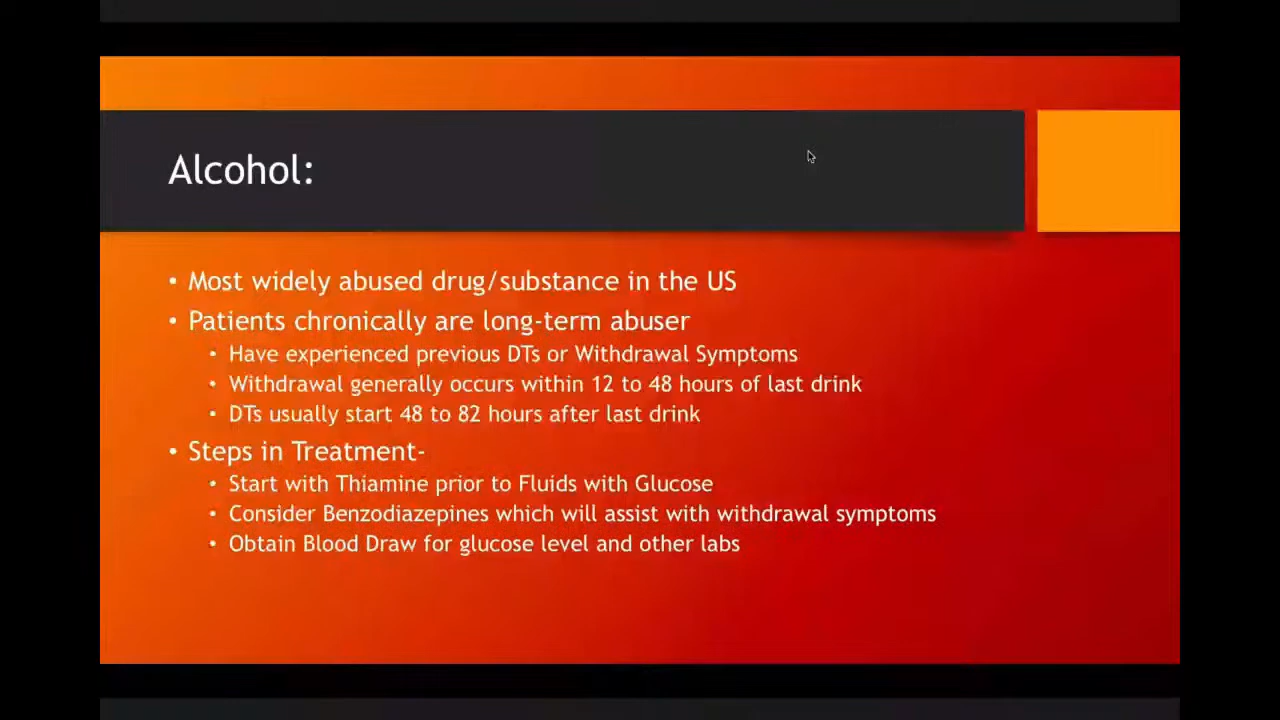 Alcohol:
• Most widely abused drug/substance in the US
• Patients chronically are long-term abuser
• Have experienced previous DTs or Withdrawal Symptoms
• Withdrawal generally occurs within 12 to 48 hours of last drink
• DTs usually start 48 to 82 hours after last drink
• Steps in Treatment-
• Start with Thiamine prior to Fluids with Glucose
• Consider Benzodiazepines which will assist with withdrawal symptoms
• Obtain Blood Draw for glucose level and other labs